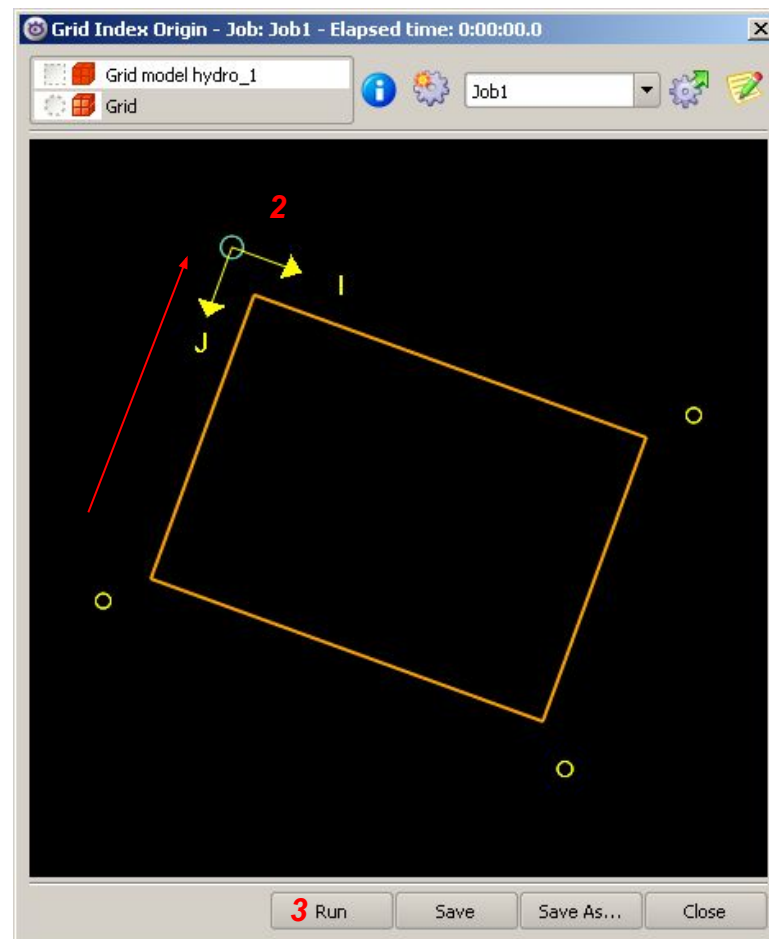 Grid Index Origin - Job: Job1 - Elapsed time: 0:00:00.0
Grid model hydro_1
Grid
Job1
2
I
J
3 Run
Save
Save As...
Close